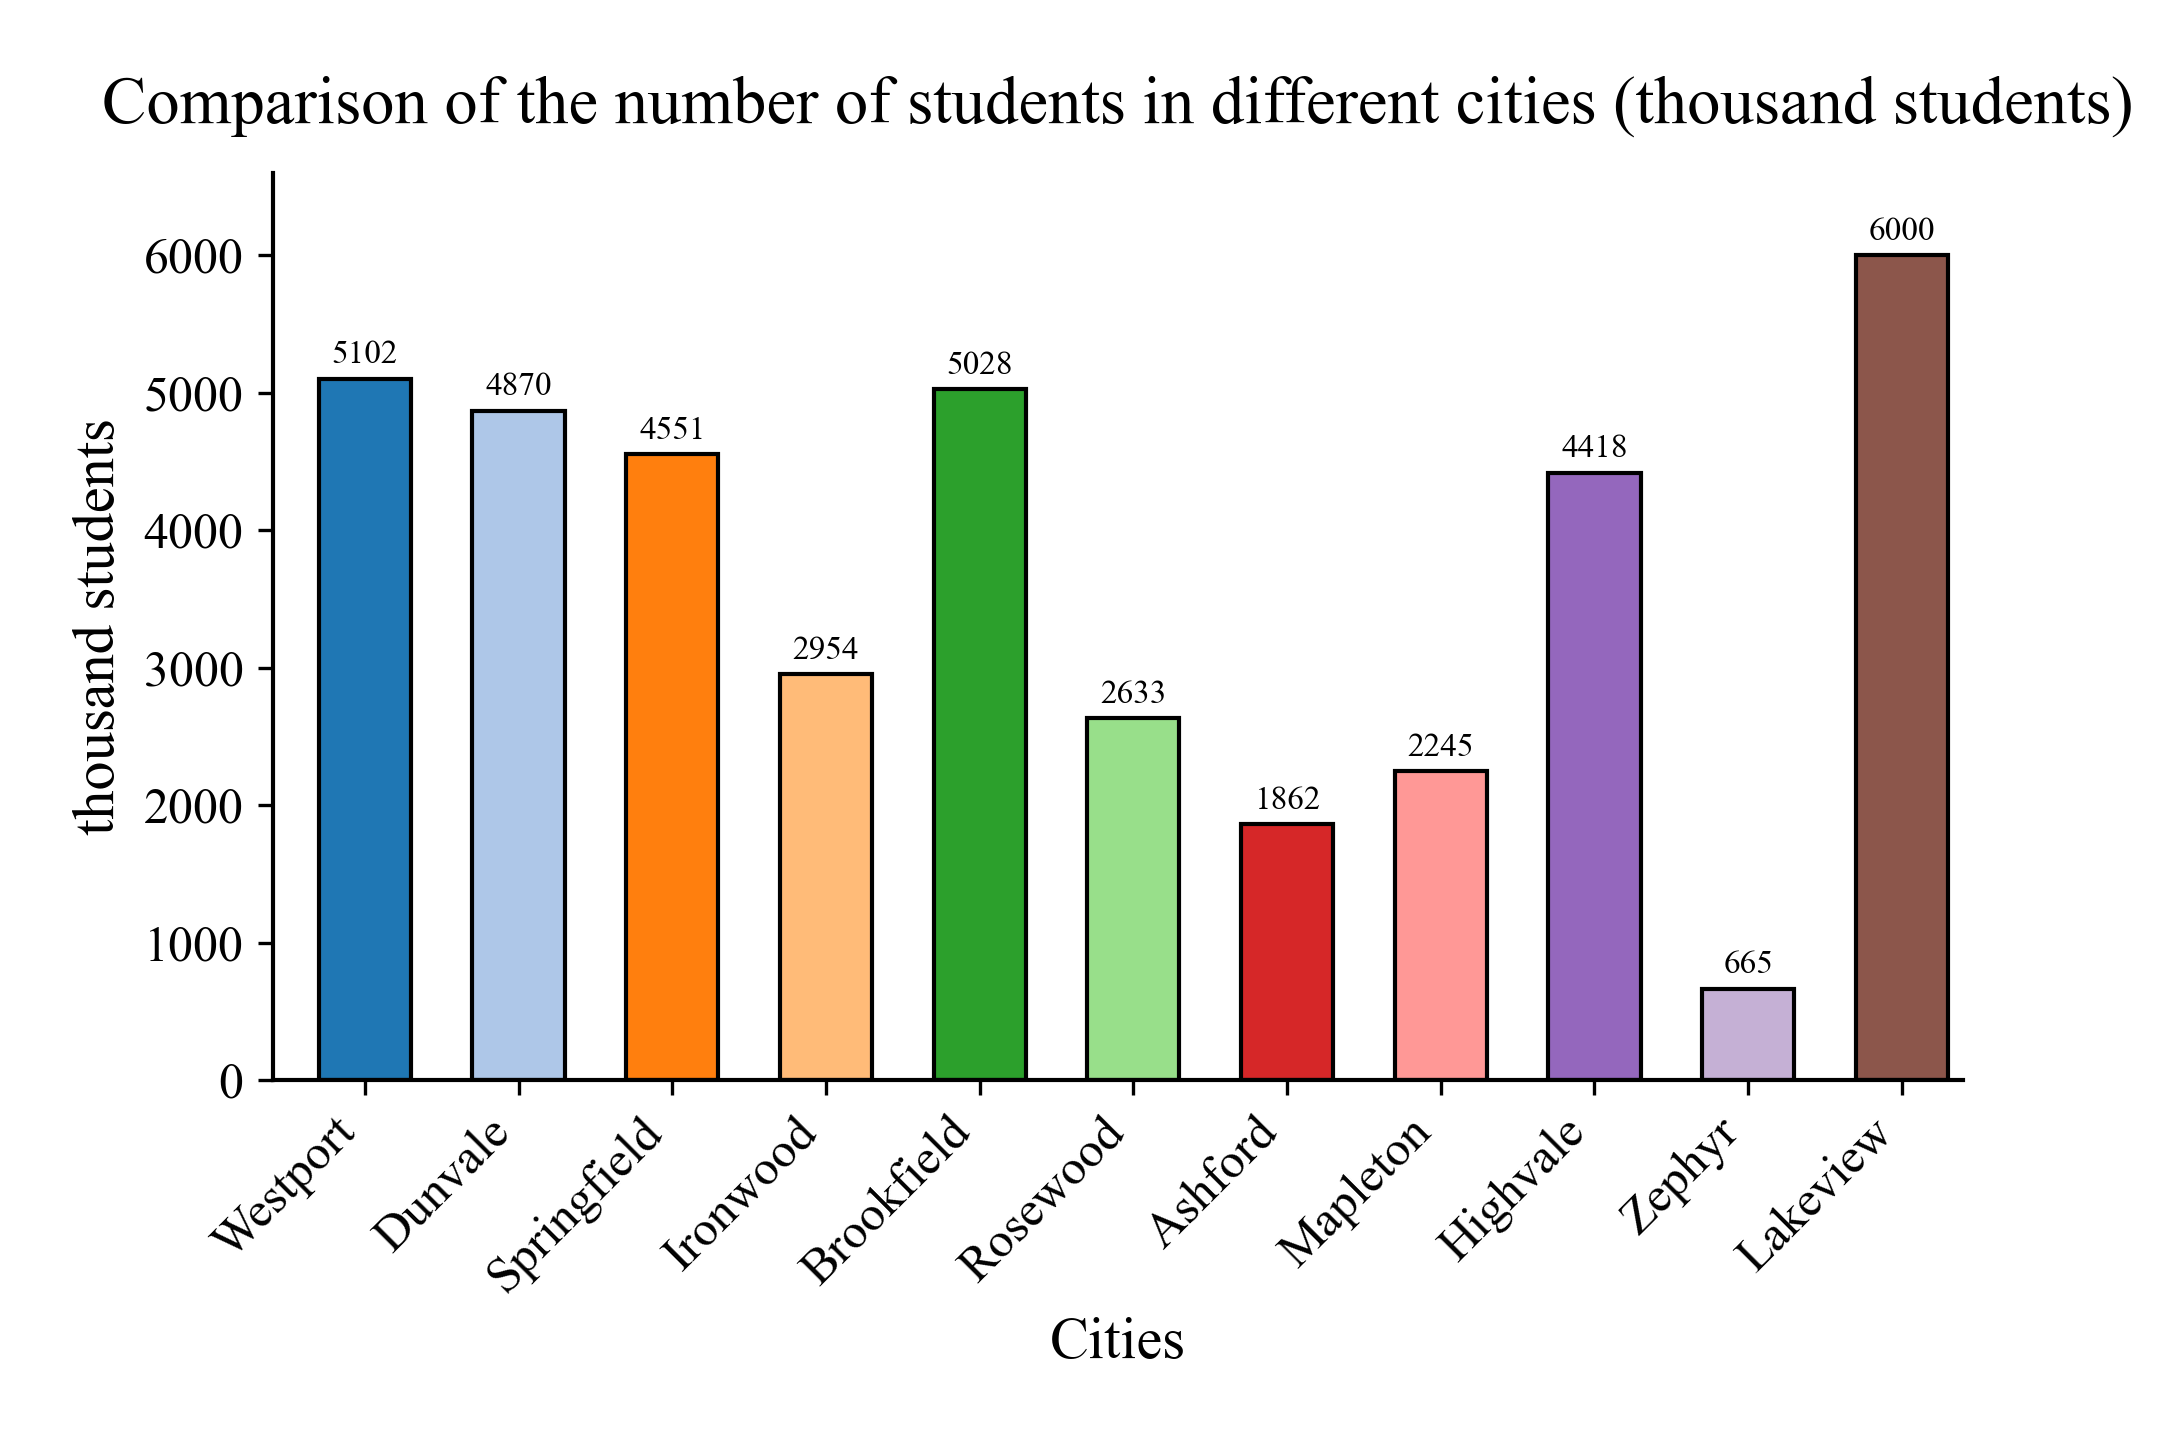 Comparison of the number of students in different cities (thousand students)
6000
5000
4000
3000
2000
1000
0
thousand students
5102
4870
4551
2954
5028
2633
1862
2245
4418
665
6000
Westport
Dunvale
Springfield
Ironwood
Brookfield
Rosewood
Ashford
Mapleton
Highvale
Zephyr
Lakeview
Cities